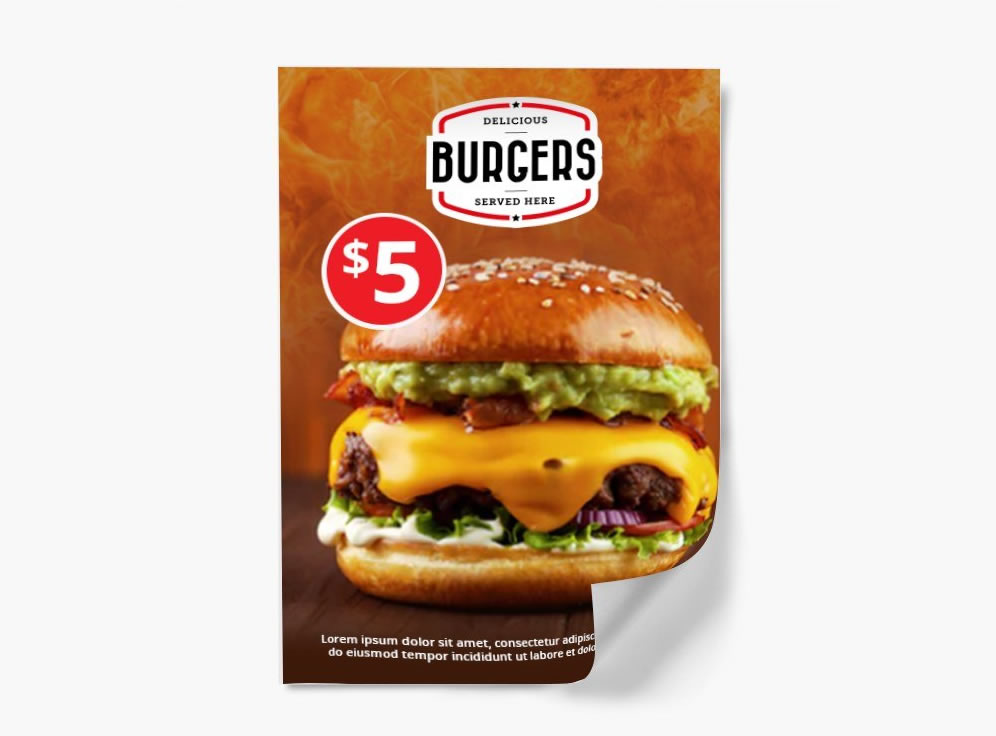 DELICIOUS
BURGERS
SERVED HERE
$5
Lorem ipsum dolor sit amet, consectetur
do eiusmod tempor incididunt ut labore et